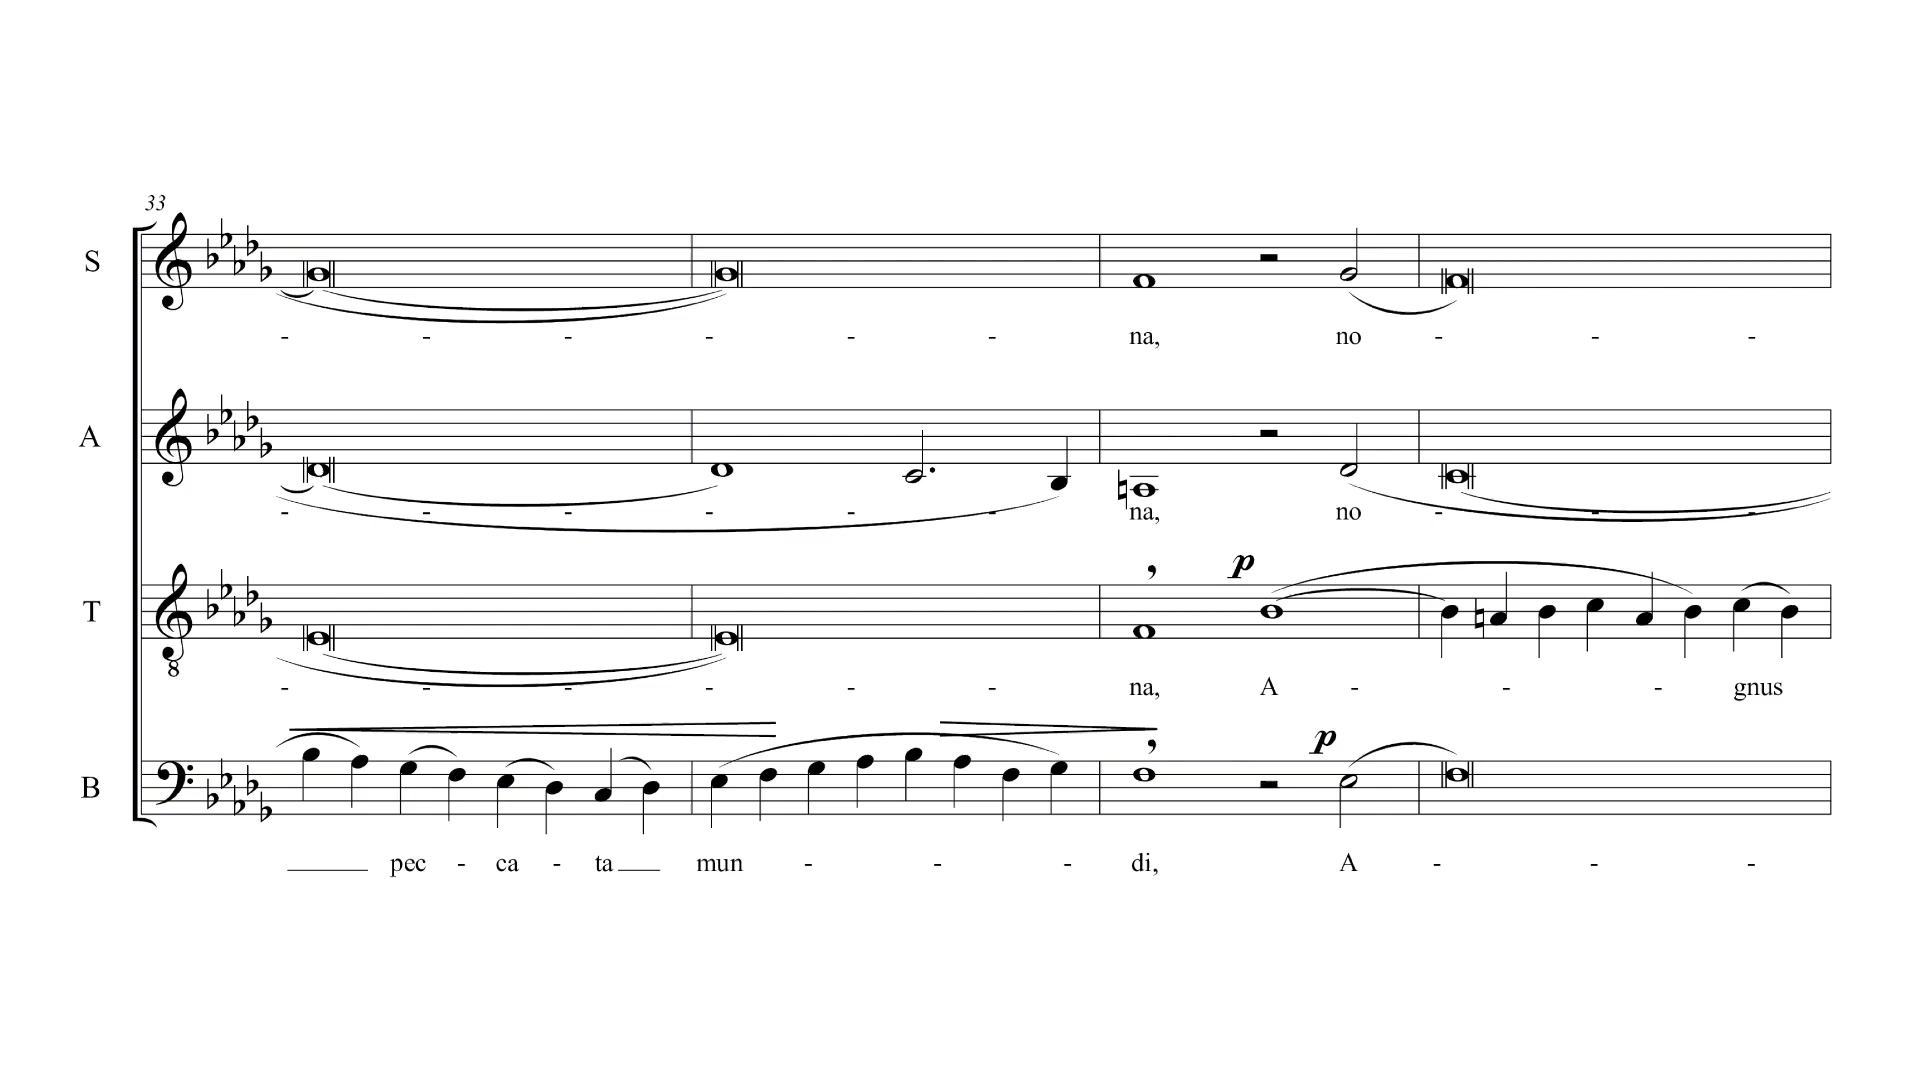 33
S
- - - - - - na, no - - -
A
- - - - - - na, no - - -
p
T
8
- - - - - - na, A - - - gnus
p
B
pec - ca - ta mun - - - di, A - - -